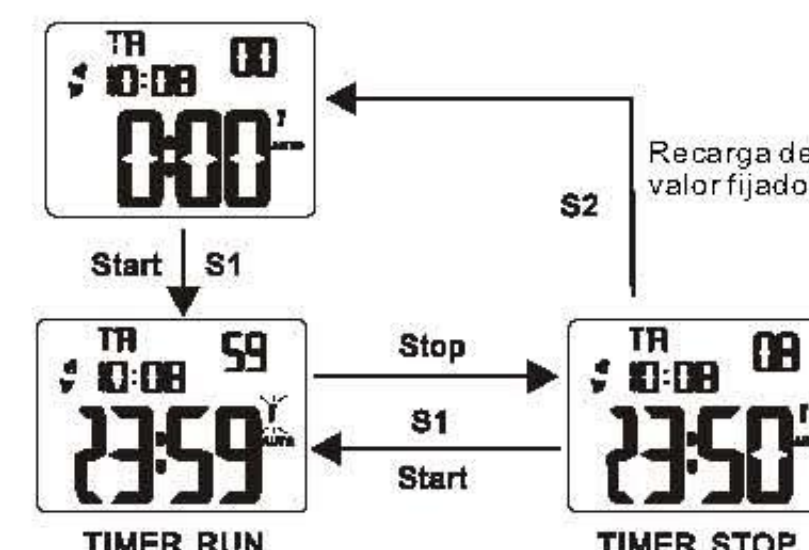 TR 00
10:08
0:00
Recarga de
valor fijado
S2
Start S1
TR 59
10:08
23:59
Stop
S1
Start
TR 08
10:08
23:50
TIMER RUN
TIMER STOP